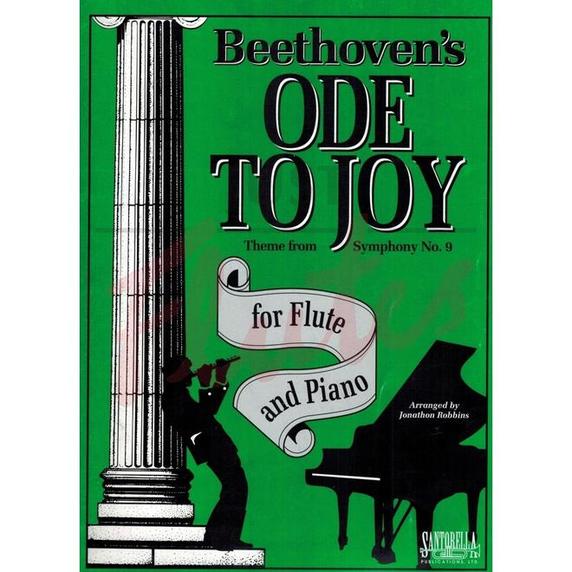 Beethoven's
ODE
TO JOY
Theme from Symphony No. 9
for Flute
and Piano
Arranged by
Jonathon Robbins
SANTORELLA
PUBLICATIONS, LTD.